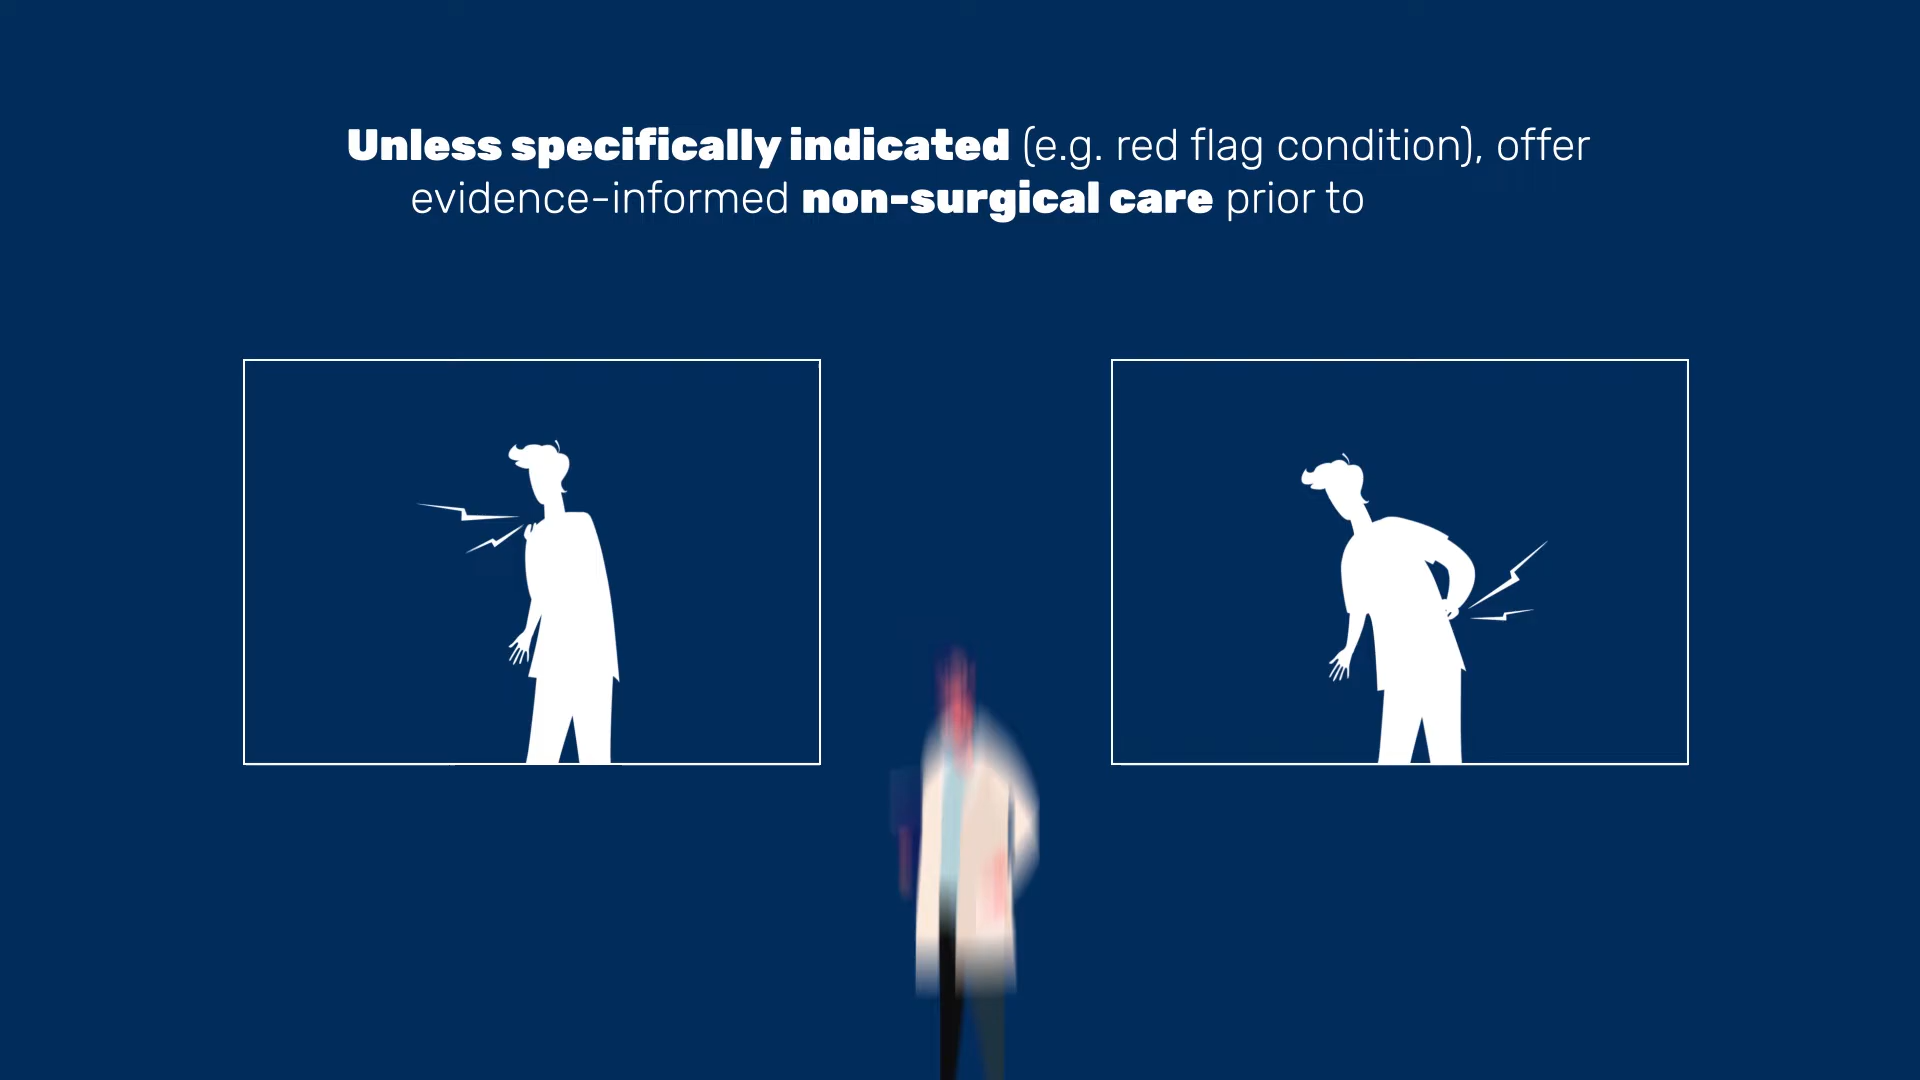 Unless specifically indicated (e.g. red flag condition), offer
evidence-informed non-surgical care prior to